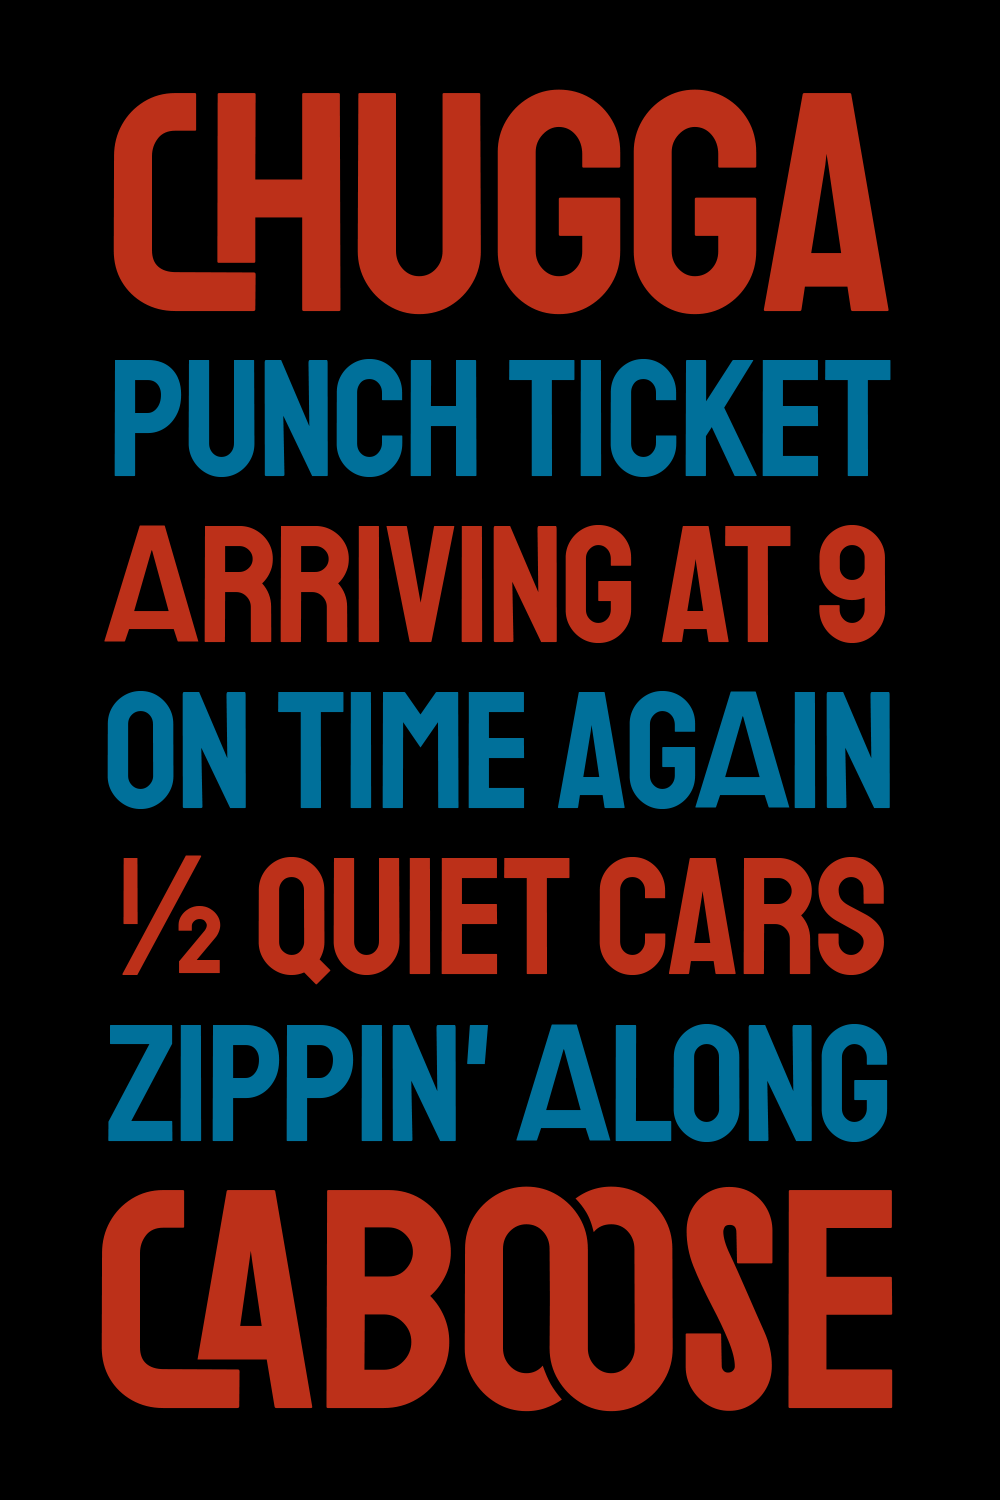 CHUGGA
PUNCH TICKET
ARRIVING AT 9
ON TIME AGAIN
½ QUIET CARS
ZIPPIN’ ALONG
CABOOSE